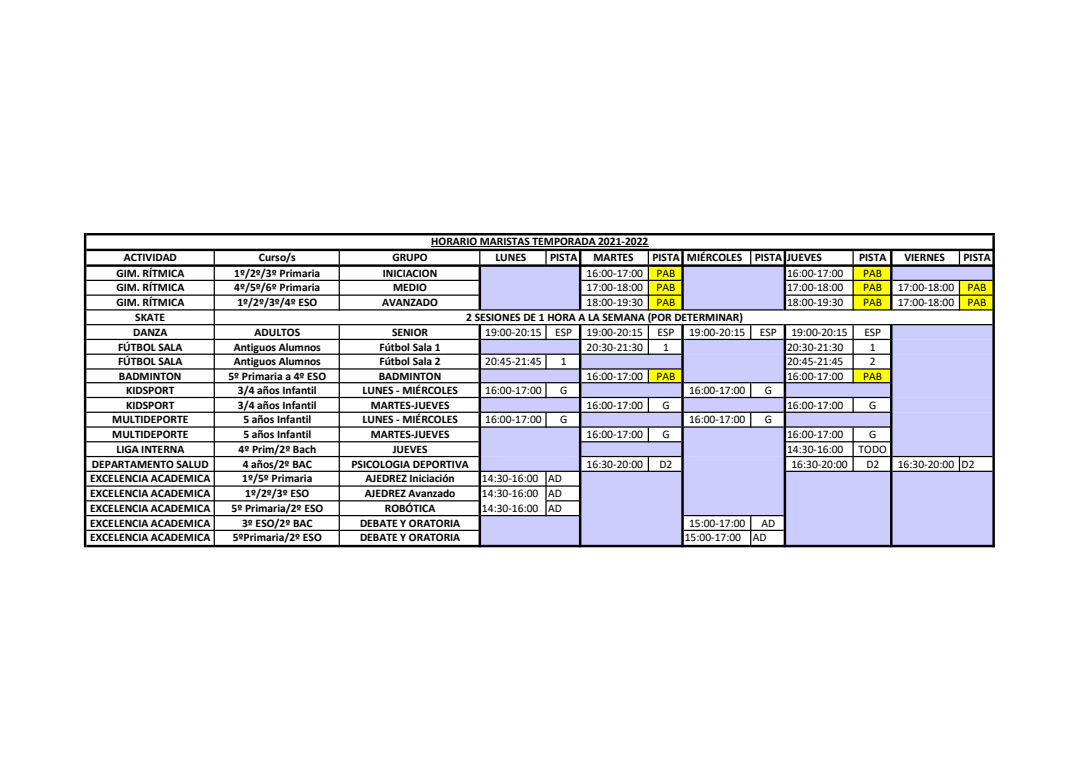 HORARIO MARISTAS TEMPORADA 2021-2022
ACTIVIDAD Curso/s GRUPO LUNES PISTA MARTES PISTA MIÉRCOLES PISTA JUEVES PISTA VIERNES PISTA
GIM. RÍTMICA 1º/2º/3º Primaria INICIACION 16:00-17:00 PAB 16:00-17:00 PAB
GIM. RÍTMICA 4º/5º/6º Primaria MEDIO 17:00-18:00 PAB 17:00-18:00 PAB 17:00-18:00 PAB
GIM. RÍTMICA 1º/2º/3º/4º ESO AVANZADO 18:00-19:30 PAB 18:00-19:30 PAB 17:00-18:00 PAB
SKATE 2 SESIONES DE 1 HORA A LA SEMANA (POR DETERMINAR)
DANZA ADULTOS SENIOR 19:00-20:15 ESP 19:00-20:15 ESP 19:00-20:15 ESP 19:00-20:15 ESP
FÚTBOL SALA Antiguos Alumnos Fútbol Sala 1 20:30-21:30 1 20:30-21:30 1
FÚTBOL SALA Antiguos Alumnos Fútbol Sala 2 20:45-21:45 1 20:45-21:45 2
BADMINTON 5º Primaria a 4º ESO BADMINTON 16:00-17:00 PAB 16:00-17:00 PAB
KIDSPORT 3/4 años Infantil LUNES - MIÉRCOLES 16:00-17:00 G 16:00-17:00 G
KIDSPORT 3/4 años Infantil MARTES-JUEVES 16:00-17:00 G 16:00-17:00 G
MULTIDEPORTE 5 años Infantil LUNES - MIÉRCOLES 16:00-17:00 G 16:00-17:00 G
MULTIDEPORTE 5 años Infantil MARTES-JUEVES 16:00-17:00 G 16:00-17:00 G
LIGA INTERNA 4º Prim/2º Bach JUEVES 14:30-16:00 TODO
DEPARTAMENTO SALUD 4 años/2º BAC PSICOLOGIA DEPORTIVA 16:30-20:00 D2 16:30-20:00 D2 16:30-20:00 D2
EXCELENCIA ACADEMICA 1º/5º Primaria AJEDREZ Iniciación 14:30-16:00 AD
EXCELENCIA ACADEMICA 1º/2º/3º ESO AJEDREZ Avanzado 14:30-16:00 AD
EXCELENCIA ACADEMICA 5º Primaria/2º ESO ROBÓTICA 14:30-16:00 AD
EXCELENCIA ACADEMICA 3º ESO/2º BAC DEBATE Y ORATORIA 15:00-17:00 AD
EXCELENCIA ACADEMICA 5ºPrimaria/2º ESO DEBATE Y ORATORIA 15:00-17:00 AD